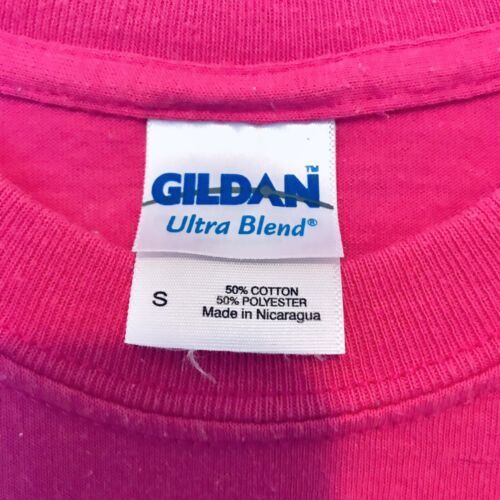 GILDAN™
Ultra Blend®
S
50% COTTON
50% POLYESTER
Made in Nicaragua